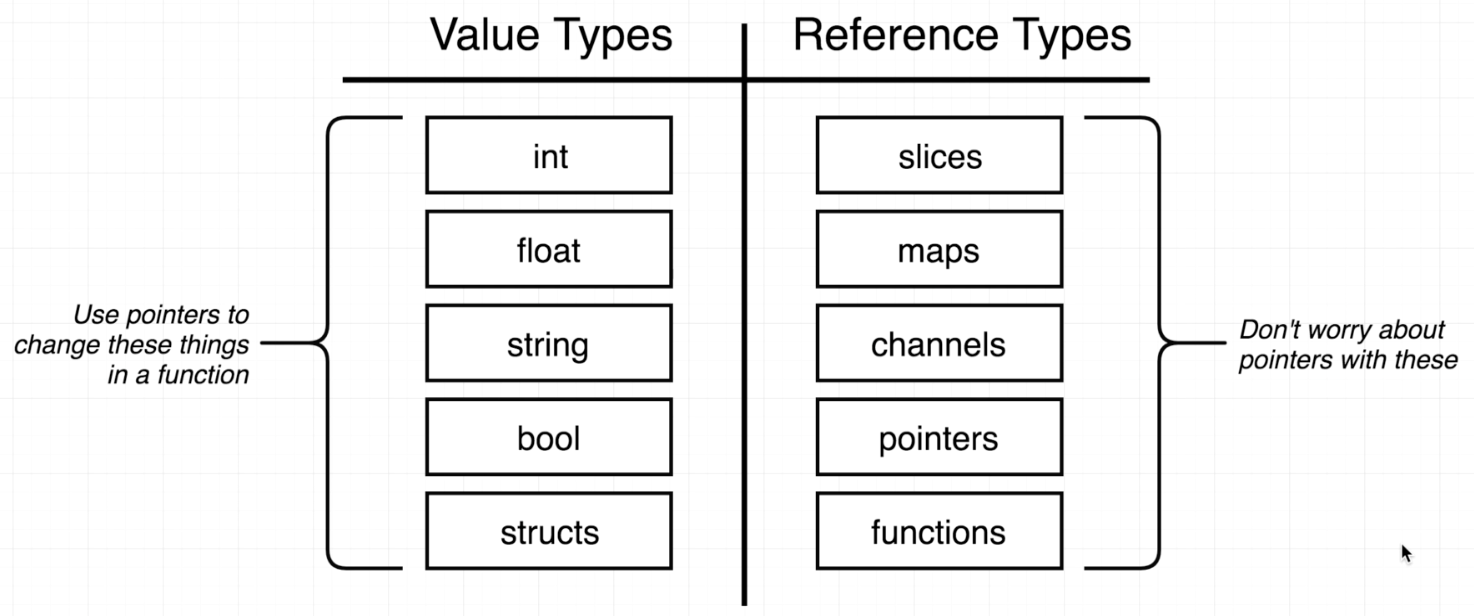 Value Types
Reference Types
int
slices
float
maps
Use pointers to
change these things
in a function
string
channels
Don't worry about
pointers with these
bool
pointers
structs
functions